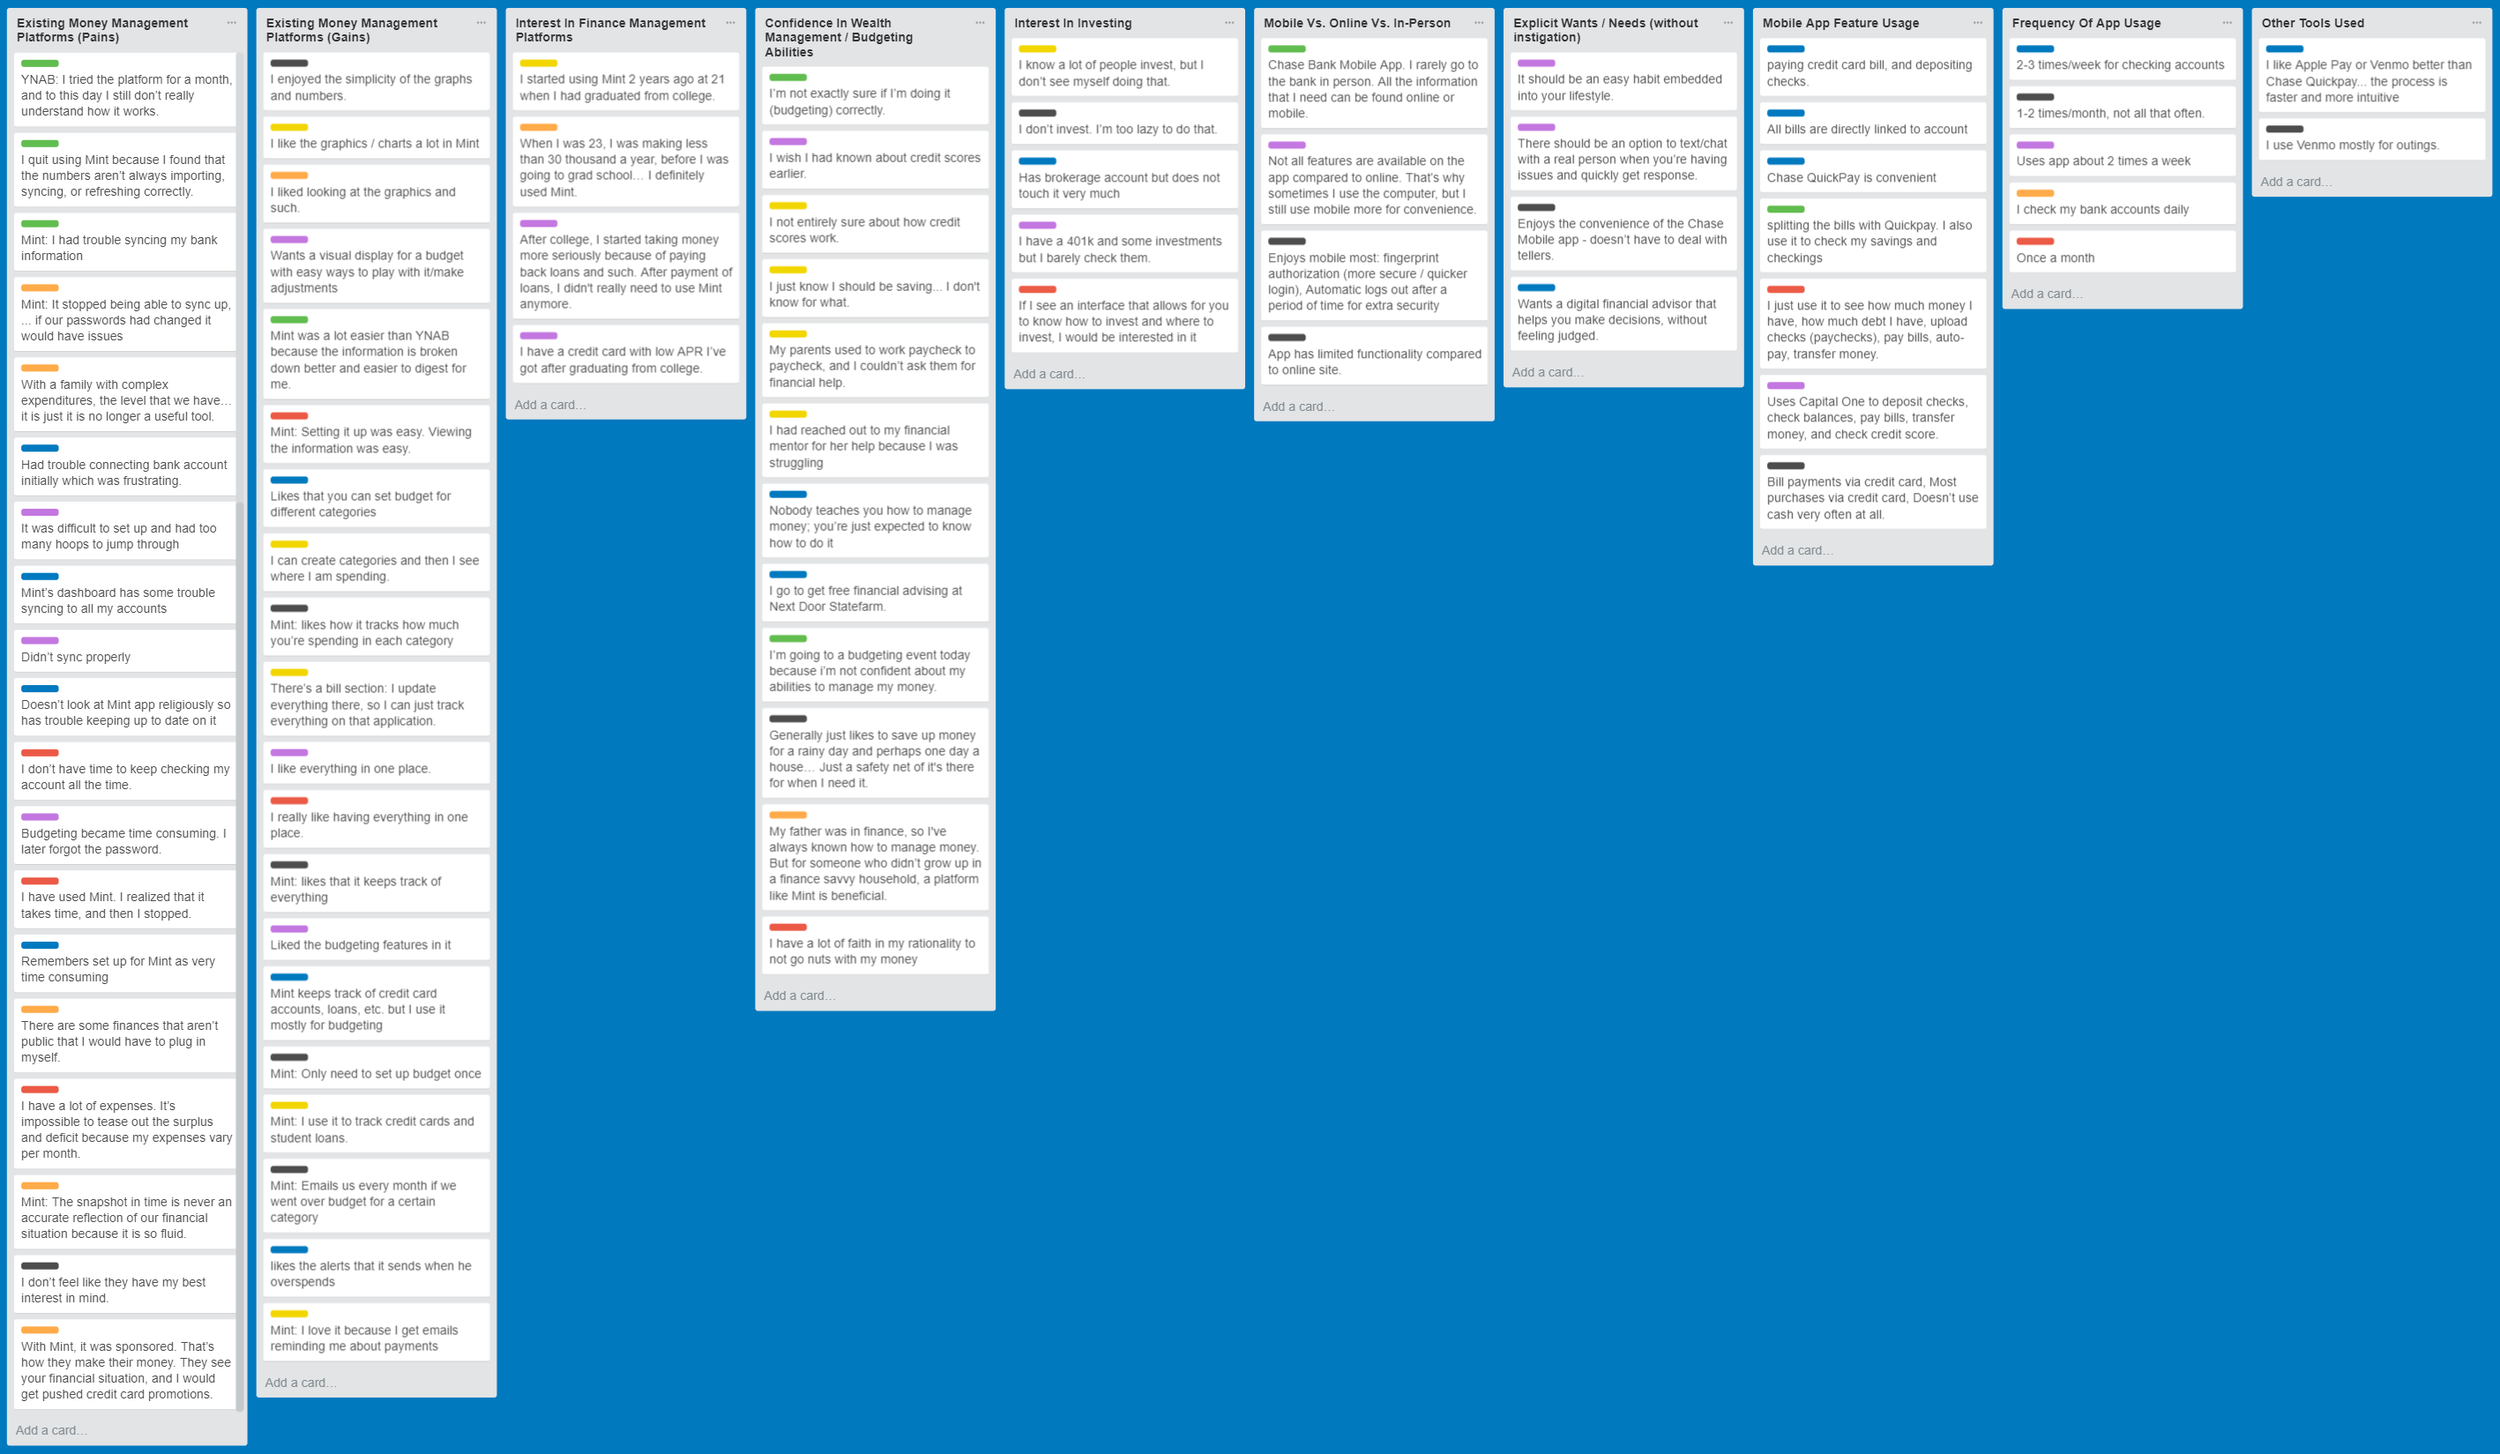 Existing Money Management
Platforms (Pains)
...
YNAB: I tried the platform for a month,
and to this day I still don't really
understand how it works.
I quit using Mint because I found that
the numbers aren't always importing,
syncing, or refreshing correctly.
Mint: I had trouble syncing my bank
information
Mint: It stopped being able to sync up,
... if our passwords had changed it
would have issues
With a family with complex
expenditures, the level that we have...
it is just it is no longer a useful tool.
Had trouble connecting bank account
initially which was frustrating.
It was difficult to set up and had too
many hoops to jump through
Mint's dashboard has some trouble
syncing to all my accounts
Didn't sync properly
Doesn't look at Mint app religiously so
has trouble keeping up to date on it
I don't have time to keep checking my
account all the time.
Budgeting became time consuming. I
later forgot the password.
I have used Mint. I realized that it
takes time, and then I stopped.
Remembers set up for Mint as very
time consuming
There are some finances that aren't
public that I would have to plug in
myself.
I have a lot of expenses. It's
impossible to tease out the surplus
and deficit because my expenses vary
per month.
Mint: The snapshot in time is never an
accurate reflection of our financial
situation because it is so fluid.
I don't feel like they have my best
interest in mind.
With Mint, it was sponsored. That's
how they make their money. They see
your financial situation, and I would
get pushed credit card promotions.
Add a card...
Existing Money Management
Platforms (Gains)
...
I enjoyed the simplicity of the graphs
and numbers.
I like the graphics / charts a lot in Mint
I liked looking at the graphics and
such.
Wants a visual display for a budget
with easy ways to play with it/make
adjustments
Mint was a lot easier than YNAB
because the information is broken
down better and easier to digest for
me.
Mint: Setting it up was easy. Viewing
the information was easy.
Likes that you can set budget for
different categories
I can create categories and then I see
where I am spending.
Mint: likes how it tracks how much
you're spending in each category
There's a bill section: I update
everything there, so I can just track
everything on that application.
I like everything in one place.
I really like having everything in one
place.
Mint: likes that it keeps track of
everything
Liked the budgeting features in it
Mint keeps track of credit card
accounts, loans, etc. but I use it
mostly for budgeting
Mint: Only need to set up budget once
Mint: I use it to track credit cards and
student loans.
Mint: Emails us every month if we
went over budget for a certain
category
likes the alerts that it sends when he
overspends
Mint: I love it because I get emails
reminding me about payments
Add a card...
Interest In Finance Management
Platforms
...
I started using Mint 2 years ago at 21
when I had graduated from college.
When I was 23, I was making less
than 30 thousand a year, before I was
going to grad school... I definitely
used Mint.
After college, I started taking money
more seriously because of paying
back loans and such. After payment of
loans, I didn't really need to use Mint
anymore.
I have a credit card with low APR I've
got after graduating from college.
Add a card...
Confidence In Wealth
Management / Budgeting
Abilities
...
I'm not exactly sure if I'm doing it
(budgeting) correctly.
I wish I had known about credit scores
earlier.
I not entirely sure about how credit
scores work.
I just know I should be saving... I don't
know for what.
My parents used to work paycheck to
paycheck, and I couldn't ask them for
financial help.
I had reached out to my financial
mentor for her help because I was
struggling
Nobody teaches you how to manage
money; you're just expected to know
how to do it
I go to get free financial advising at
Next Door Statefarm.
I'm going to a budgeting event today
because i'm not confident about my
abilities to manage my money.
Generally just likes to save up money
for a rainy day and perhaps one day a
house... Just a safety net of it's there
for when I need it.
My father was in finance, so I've
always known how to manage money.
But for someone who didn't grow up in
a finance savvy household, a platform
like Mint is beneficial.
I have a lot of faith in my rationality to
not go nuts with my money
Add a card...
Interest In Investing
...
I know a lot of people invest, but I
don't see myself doing that.
I don't invest. I'm too lazy to do that.
Has brokerage account but does not
touch it very much
I have a 401k and some investments
but I barely check them.
If I see an interface that allows for you
to know how to invest and where to
invest, I would be interested in it
Add a card...
Mobile Vs. Online Vs. In-Person
...
Chase Bank Mobile App. I rarely go to
the bank in person. All the information
that I need can be found online or
mobile.
Not all features are available on the
app compared to online. That's why
sometimes I use the computer, but I
still use mobile more for convenience.
Enjoys mobile most: fingerprint
authorization (more secure / quicker
login), Automatic logs out after a
period of time for extra security
App has limited functionality compared
to online site.
Add a card...
Explicit Wants / Needs (without
instigation)
...
It should be an easy habit embedded
into your lifestyle.
There should be an option to text/chat
with a real person when you're having
issues and quickly get response.
Enjoys the convenience of the Chase
Mobile app - doesn't have to deal with
tellers.
Wants a digital financial advisor that
helps you make decisions, without
feeling judged.
Add a card...
Mobile App Feature Usage
...
paying credit card bill, and depositing
checks.
All bills are directly linked to account
Chase QuickPay is convenient
splitting the bills with Quickpay. I also
use it to check my savings and
checkings
I just use it to see how much money I
have, how much debt I have, upload
checks (paychecks), pay bills, auto-
pay, transfer money.
Uses Capital One to deposit checks,
check balances, pay bills, transfer
money, and check credit score.
Bill payments via credit card, Most
purchases via credit card, Doesn't use
cash very often at all.
Add a card...
Frequency Of App Usage
...
2-3 times/week for checking accounts
1-2 times/month, not all that often.
Uses app about 2 times a week
I check my bank accounts daily
Once a month
Add a card...
Other Tools Used
...
I like Apple Pay or Venmo better than
Chase Quickpay... the process is
faster and more intuitive
I use Venmo mostly for outings.
Add a card...